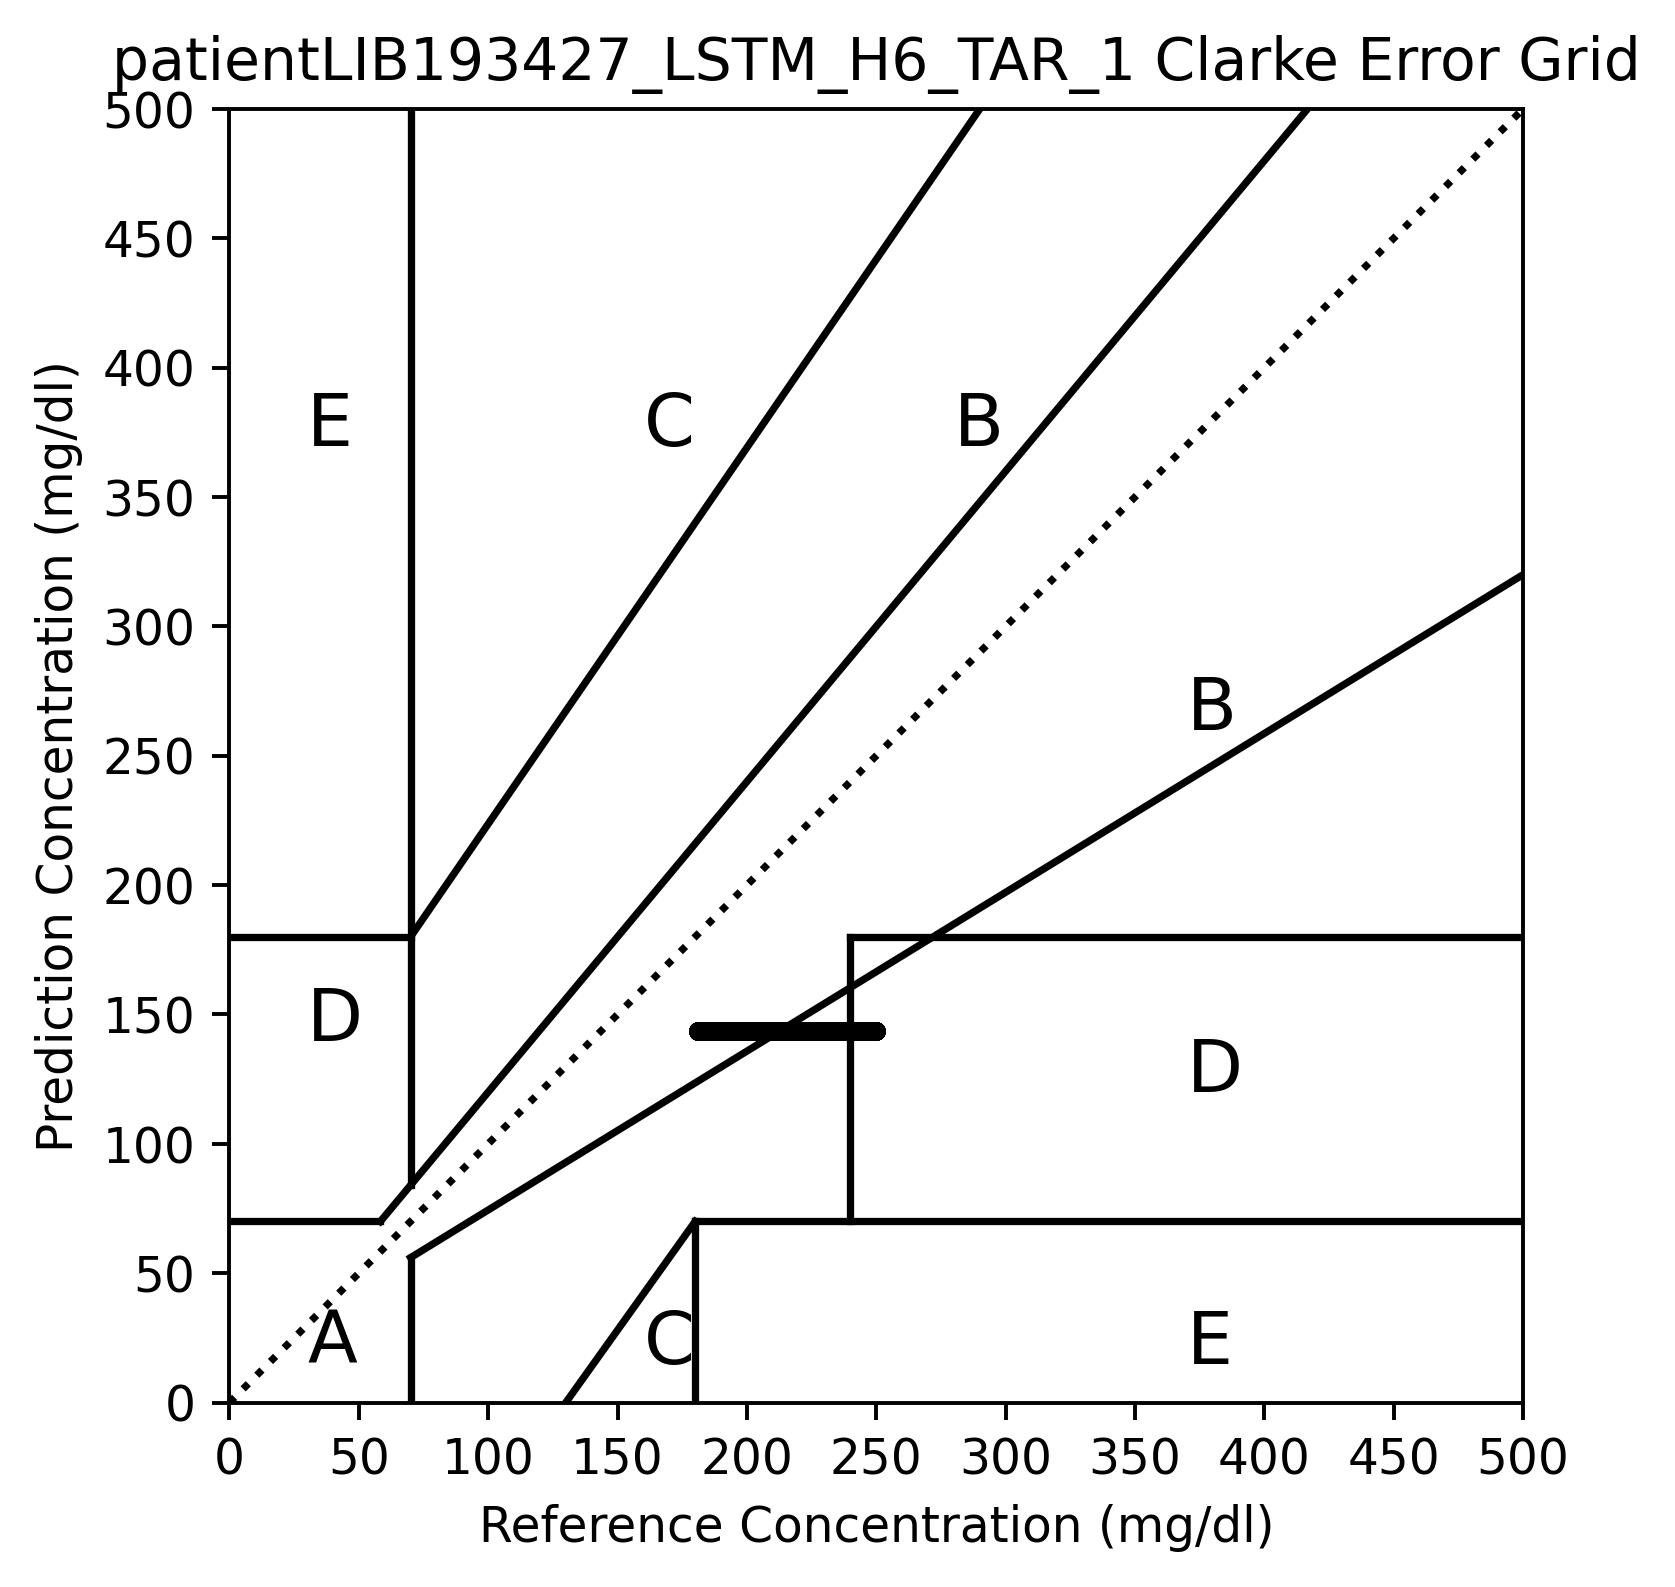 patientLIB193427_LSTM_H6_TAR_1 Clarke Error Grid
500
450
400
350
300
250
200
150
100
50
0
Prediction Concentration (mg/dl)
E
C
B
B
D
D
A
C
E
0 50 100 150 200 250 300 350 400 450 500
Reference Concentration (mg/dl)